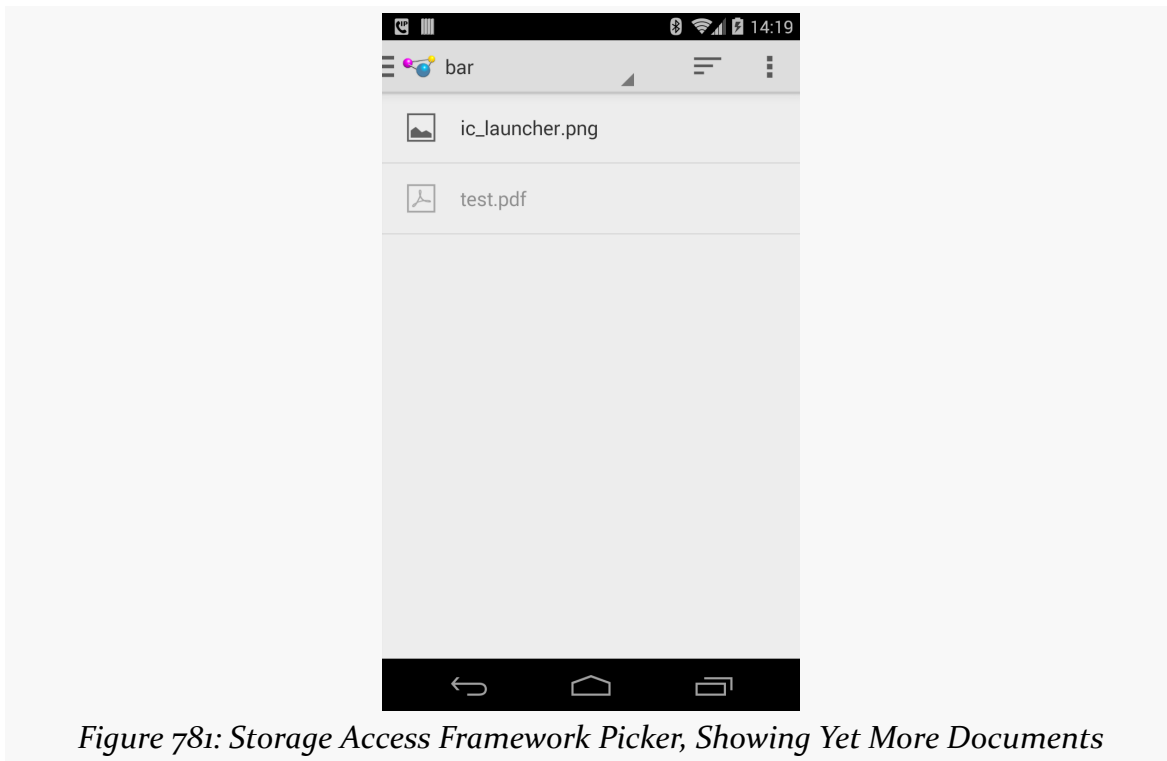 14:19
bar
ic_launcher.png
test.pdf
Figure 781: Storage Access Framework Picker, Showing Yet More Documents